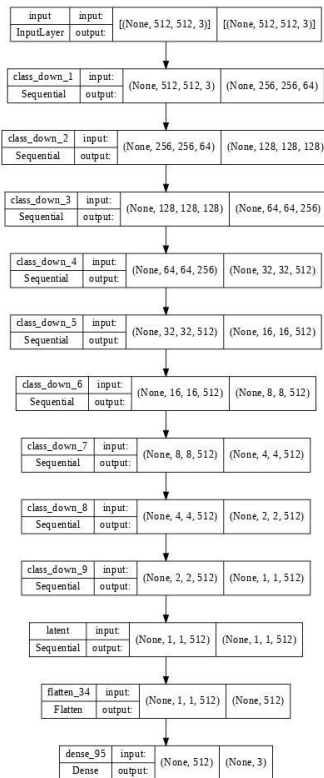 input input: [(None, 512, 512, 3)] [(None, 512, 512, 3)]
InputLayer output:
class_down_1 input: (None, 512, 512, 3) (None, 256, 256, 64)
Sequential output:
class_down_2 input: (None, 256, 256, 64) (None, 128, 128, 128)
Sequential output:
class_down_3 input: (None, 128, 128, 128) (None, 64, 64, 256)
Sequential output:
class_down_4 input: (None, 64, 64, 256) (None, 32, 32, 512)
Sequential output:
class_down_5 input: (None, 32, 32, 512) (None, 16, 16, 512)
Sequential output:
class_down_6 input: (None, 16, 16, 512) (None, 8, 8, 512)
Sequential output:
class_down_7 input: (None, 8, 8, 512) (None, 4, 4, 512)
Sequential output:
class_down_8 input: (None, 4, 4, 512) (None, 2, 2, 512)
Sequential output:
class_down_9 input: (None, 2, 2, 512) (None, 1, 1, 512)
Sequential output:
latent input: (None, 1, 1, 512) (None, 1, 1, 512)
Sequential output:
flatten_34 input: (None, 1, 1, 512) (None, 512)
Flatten output:
dense_95 input: (None, 512) (None, 3)
Dense output: